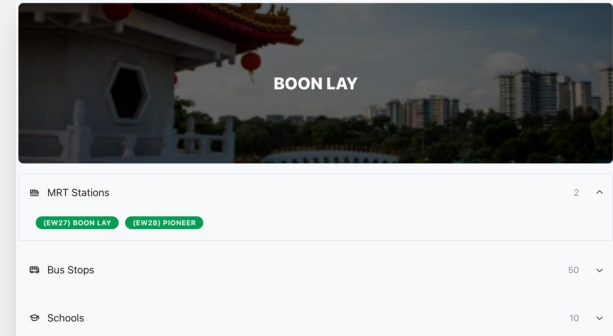 BOON LAY
MRT Stations 2
(EW27) BOON LAY (EW28) PIONEER
Bus Stops 50
Schools 10